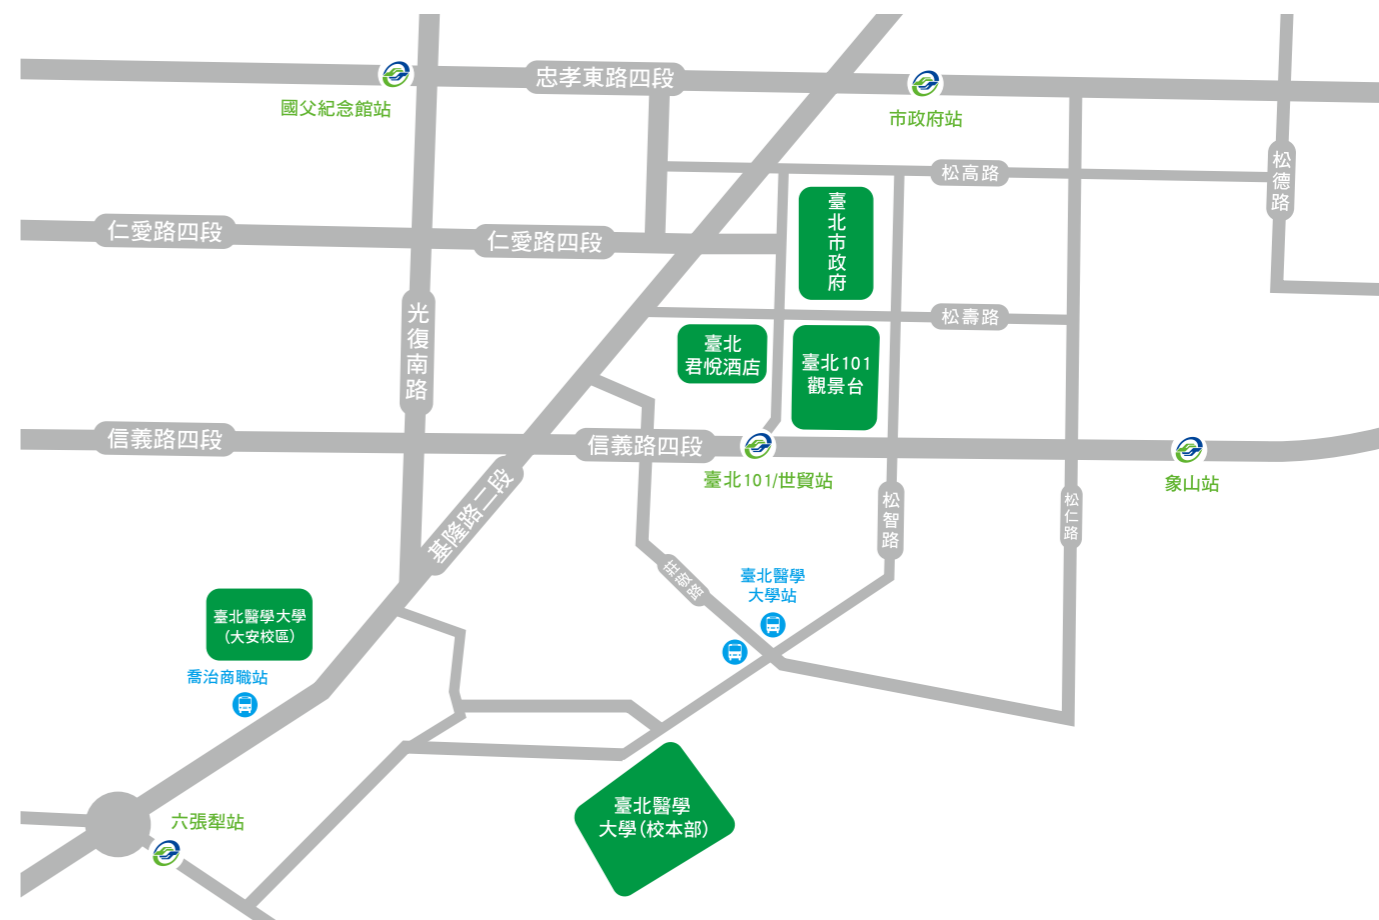 忠孝東路四段
國父紀念館站
市政府站
松高路
松德路
臺北市政府
仁愛路四段
仁愛路四段
光復南路
松壽路
臺北
君悅酒店
臺北101
觀景台
信義路四段
信義路四段
臺北101/世貿站
象山站
基隆路二段
松智路
松仁路
莊敬路
臺北醫學
大學站
臺北醫學大學
(大安校區)
喬治商職站
六張犁站
臺北醫學
大學(校本部)